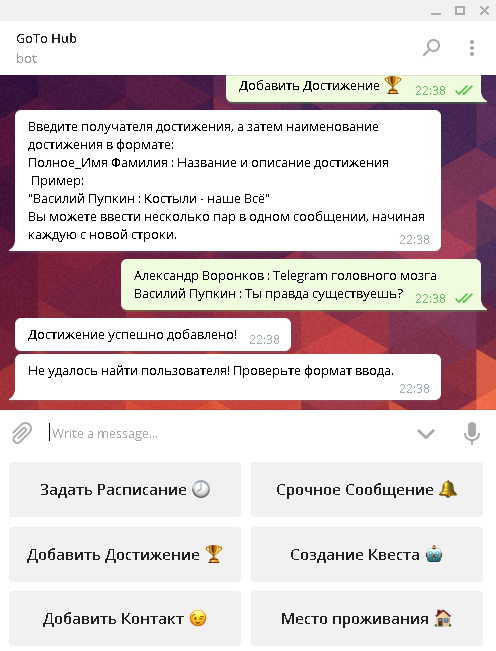 GoTo Hub
bot
Добавить Достижение 🏆 22:38
Введите получателя достижения, а затем наименование
достижения в формате:
Полное_Имя Фамилия : Название и описание достижения
Пример:
"Василий Пупкин : Костыли - наше Всё"
Вы можете ввести несколько пар в одном сообщении, начиная
каждую с новой строки. 22:38
Александр Воронков : Telegram головного мозга
Василий Пупкин : Ты правда существуешь? 22:38
Достижение успешно добавлено! 22:38
Не удалось найти пользователя! Проверьте формат ввода.
22:38
Write a message...
Задать Расписание 🕗 Срочное Сообщение 🔔
Добавить Достижение 🏆 Создание Квеста 🤖
Добавить Контакт 😉 Место проживания 🏠